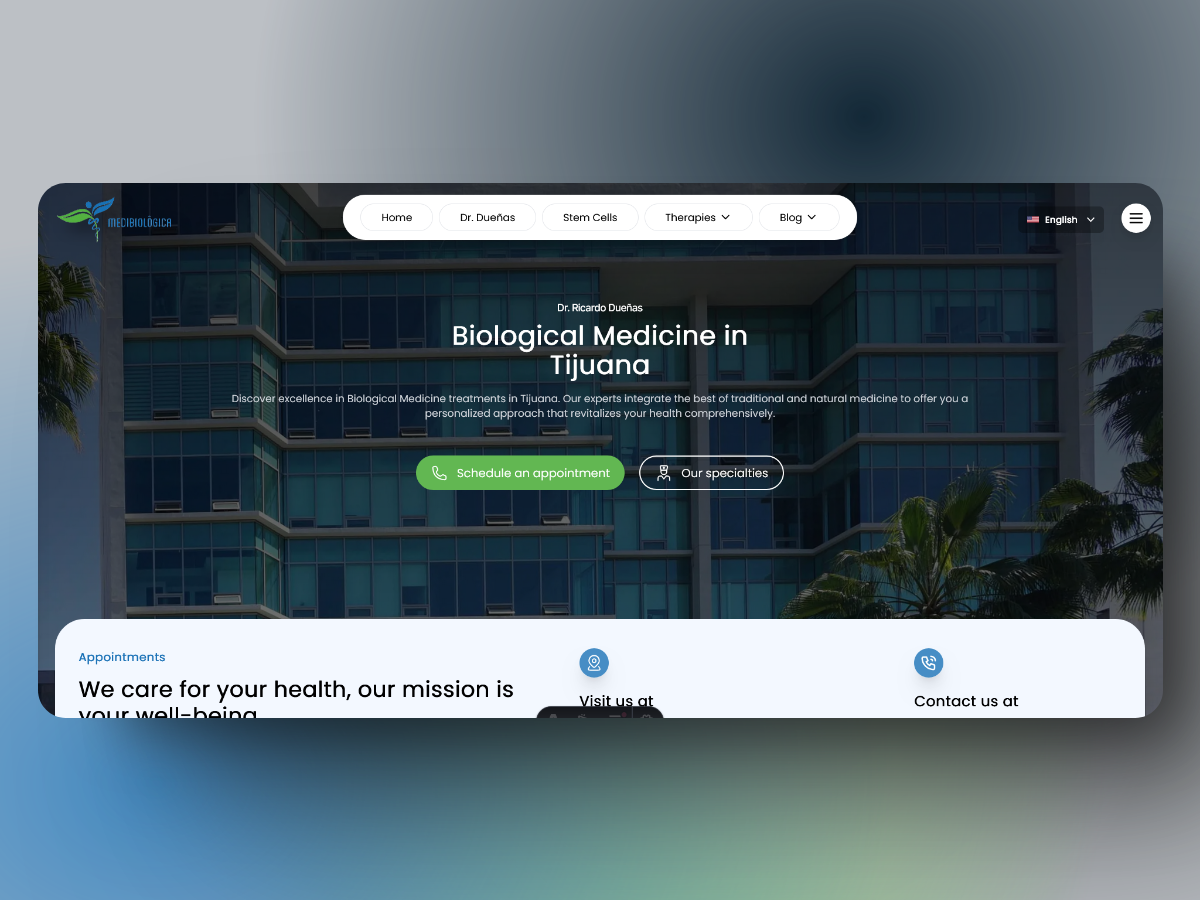 MECIBIOLÓGICA
Home
Dr. Dueñas
Stem Cells
Therapies
Blog
English
Dr. Ricardo Dueñas
Biological Medicine in
Tijuana
Discover excellence in Biological Medicine treatments in Tijuana. Our experts integrate the best of traditional and natural medicine to offer you a
personalized approach that revitalizes your health comprehensively.
Schedule an appointment
Our specialties
Appointments
We care for your health, our mission is
your well-being
Visit us at
Contact us at